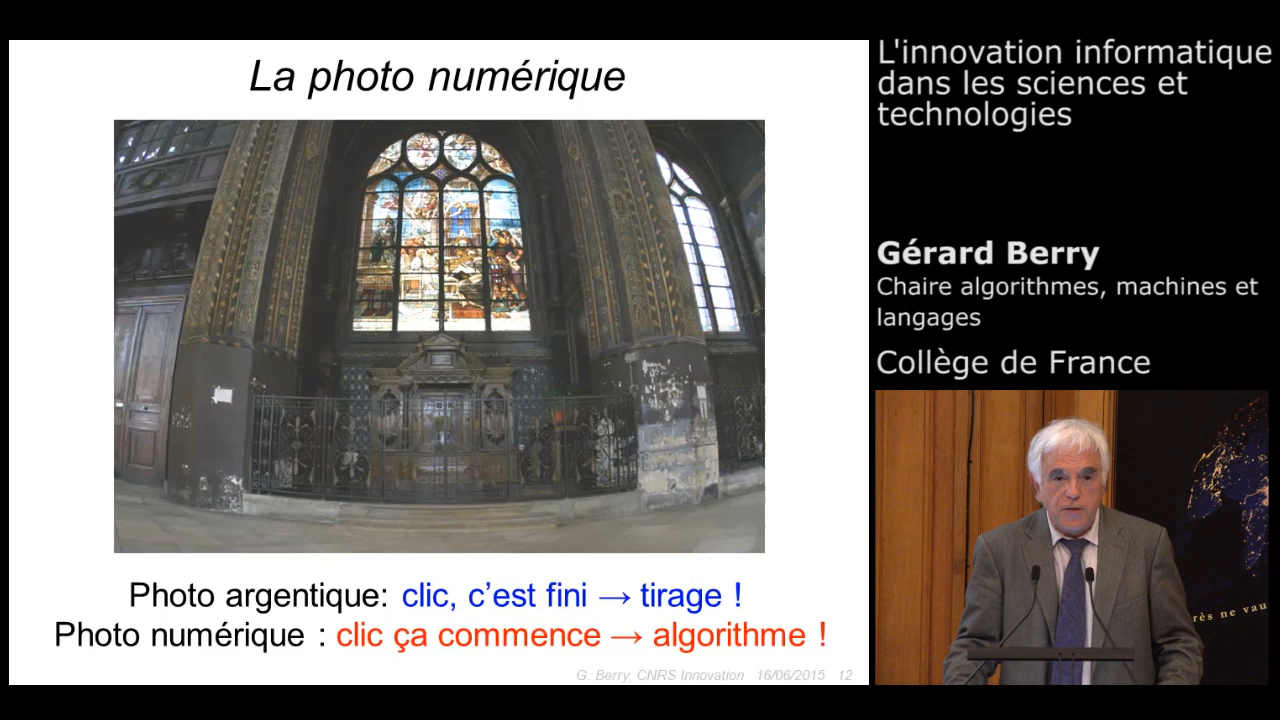 La photo numérique
Photo argentique: clic, c'est fini → tirage !
Photo numérique : clic ça commence → algorithme !
G. Berry, CNRS Innovation 16/06/2015 12
L'innovation informatique
dans les sciences et
technologies
Gérard Berry
Chaire algorithmes, machines et
langages
Collège de France
ne vau